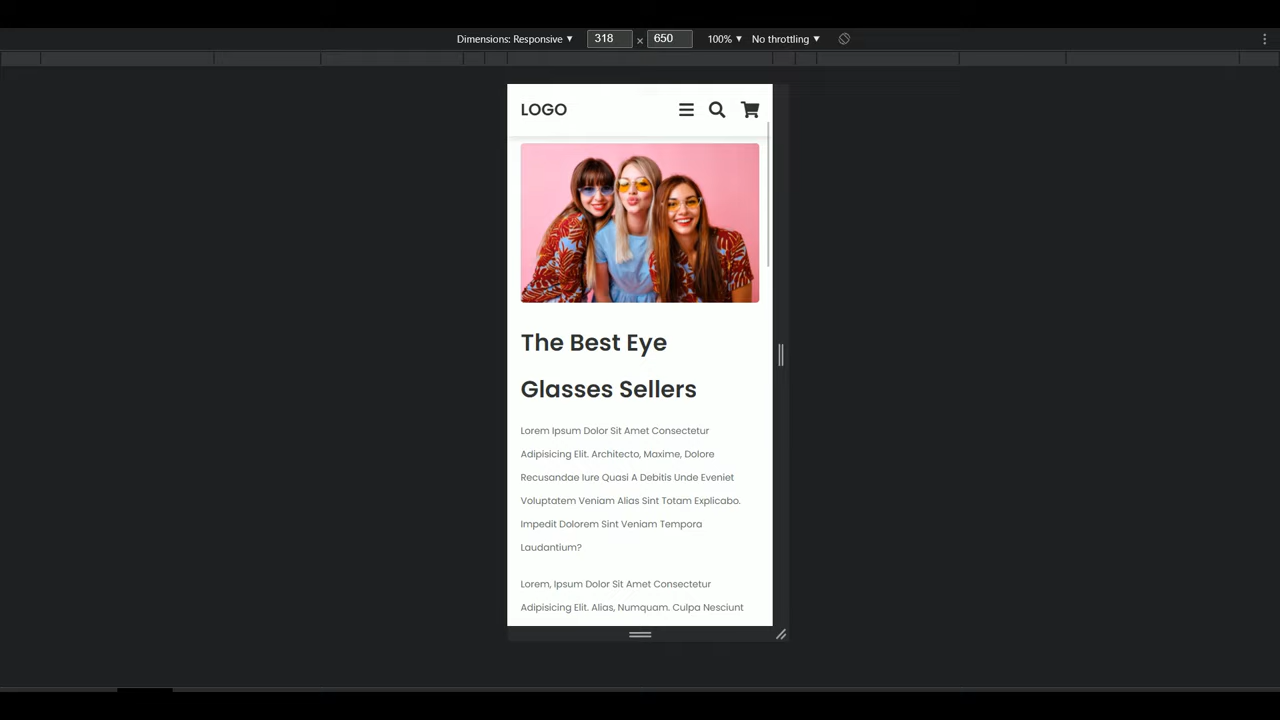 Dimensions: Responsive 318 × 650 100% No throttling
LOGO
The Best Eye
Glasses Sellers
Lorem Ipsum Dolor Sit Amet Consectetur
Adipisicing Elit. Architecto, Maxime, Dolore
Recusandae Iure Quasi A Debitis Unde Eveniet
Voluptatem Veniam Alias Sint Totam Explicabo.
Impedit Dolorem Sint Veniam Tempora
Laudantium?
Lorem, Ipsum Dolor Sit Amet Consectetur
Adipisicing Elit. Alias, Numquam. Culpa Nesciunt